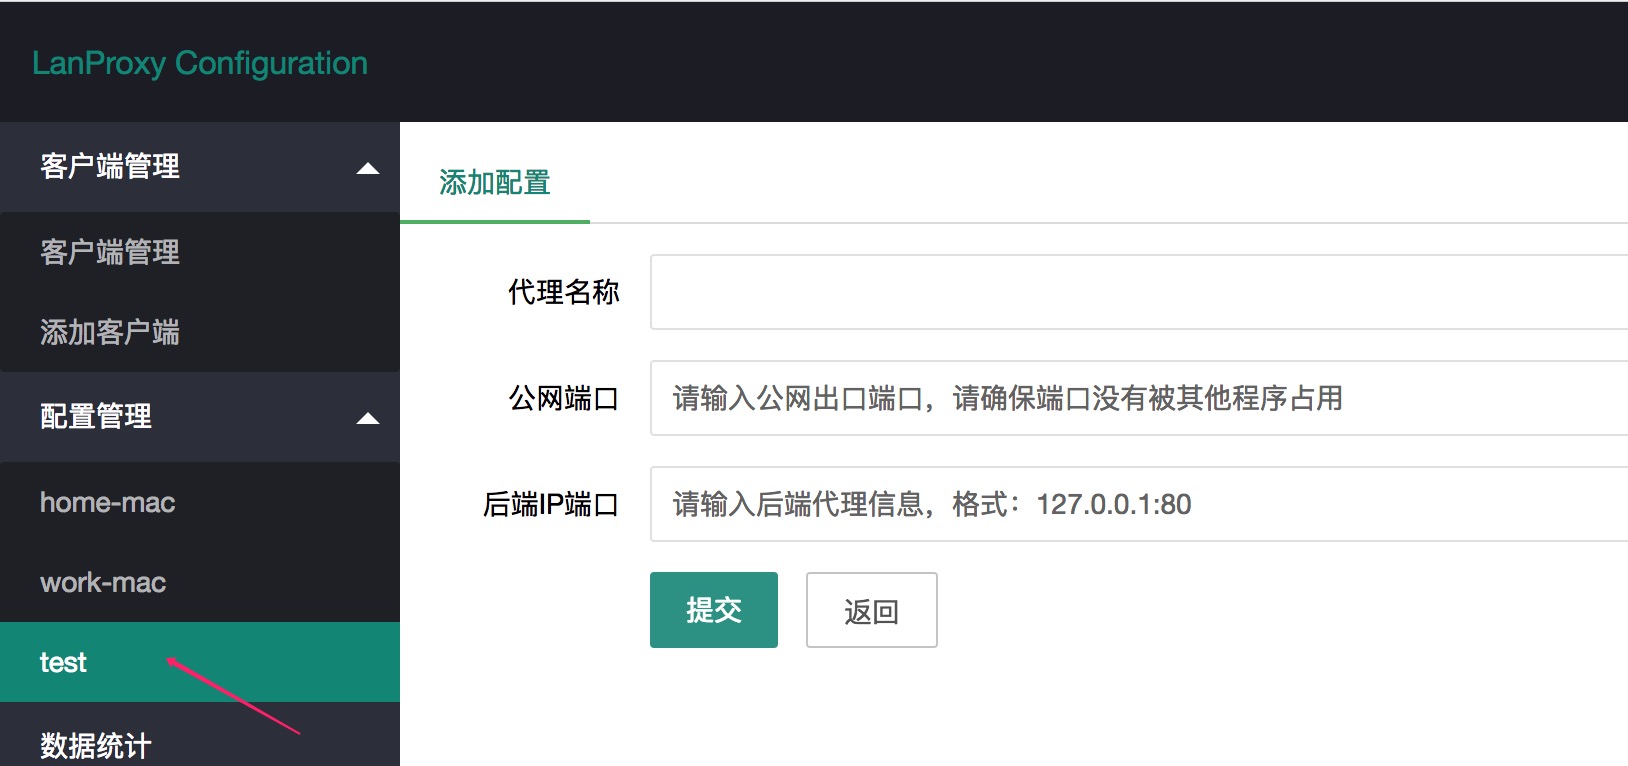 LanProxy Configuration
客户端管理
客户端管理
添加客户端
配置管理
home-mac
work-mac
test
数据统计
添加配置
代理名称
公网端口 请输入公网出口端口，请确保端口没有被其他程序占用
后端IP端口 请输入后端代理信息，格式：127.0.0.1:80
提交 返回